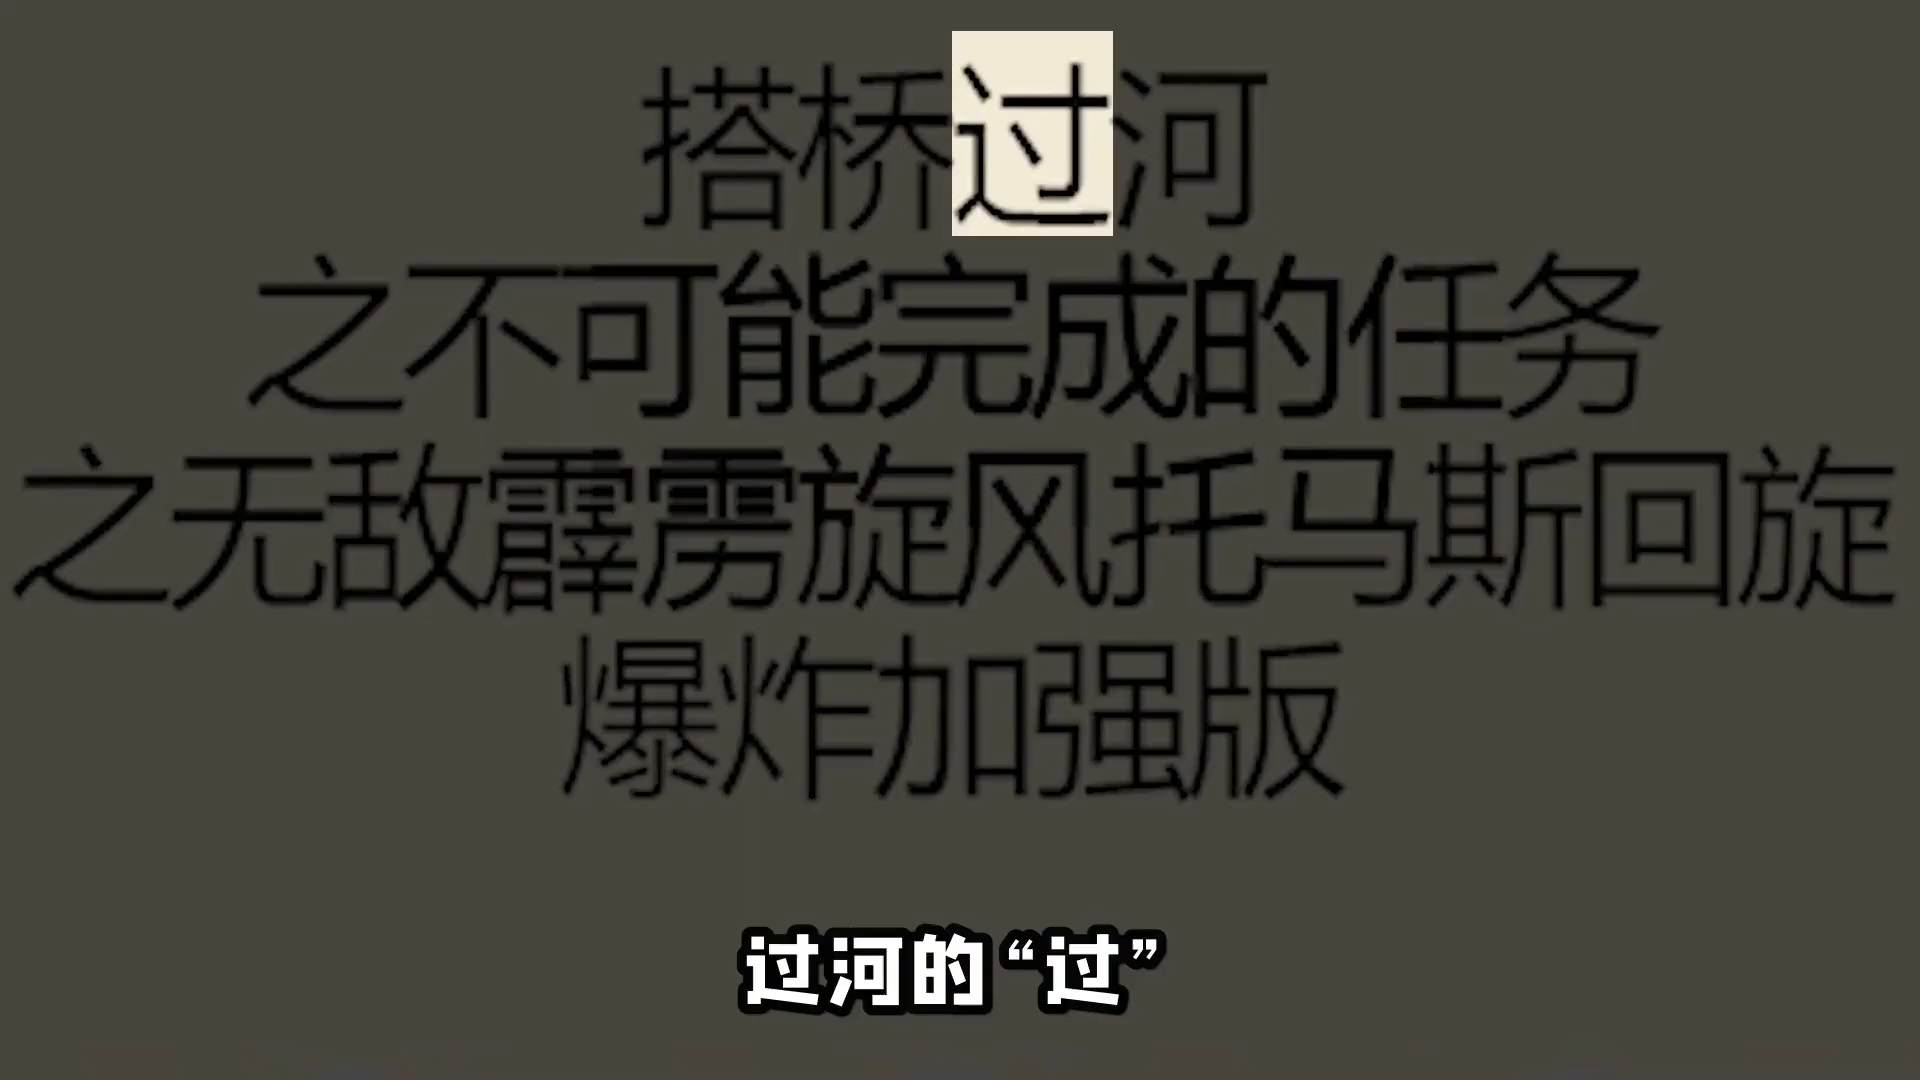 搭桥过河
之不可能完成的任务
之无敌霹雳旋风托马斯回旋
爆炸加强版
过河的“过”